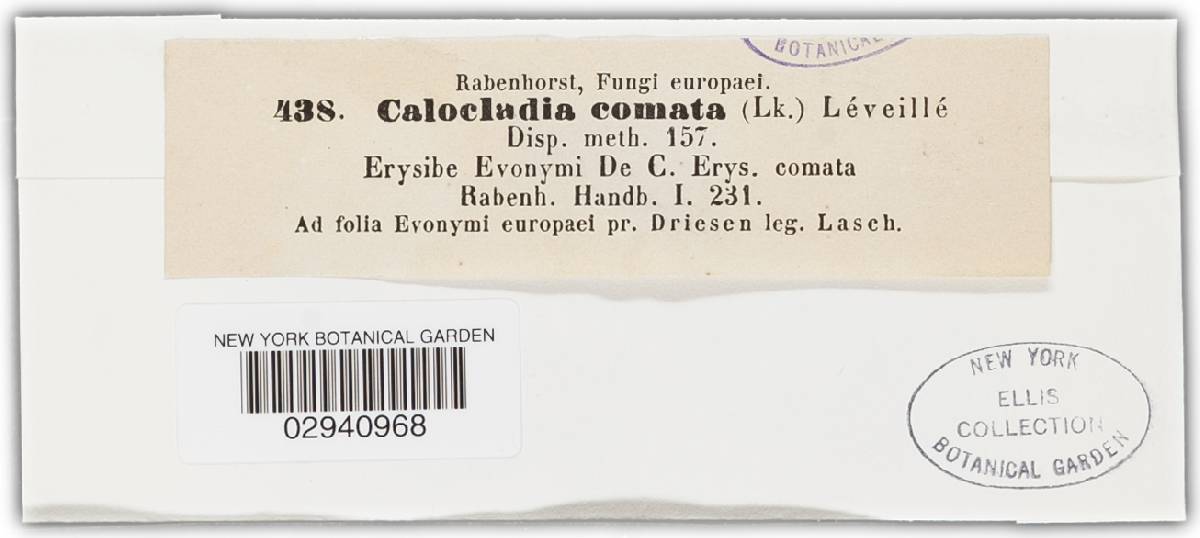 BOTANICAL
Rabenhorst, Fungi europaei.
438. Calocladia comata (Lk.) Léveillé
Disp. meth. 157.
Erysibe Evonymi De C. Erys. comata
Rabenh. Handb. I. 231.
Ad folia Evonymi europaei pr. Driesen leg. Lasch.
NEW YORK BOTANICAL GARDEN
02940968
NEW YORK
ELLIS
COLLECTION
BOTANICAL GARDEN